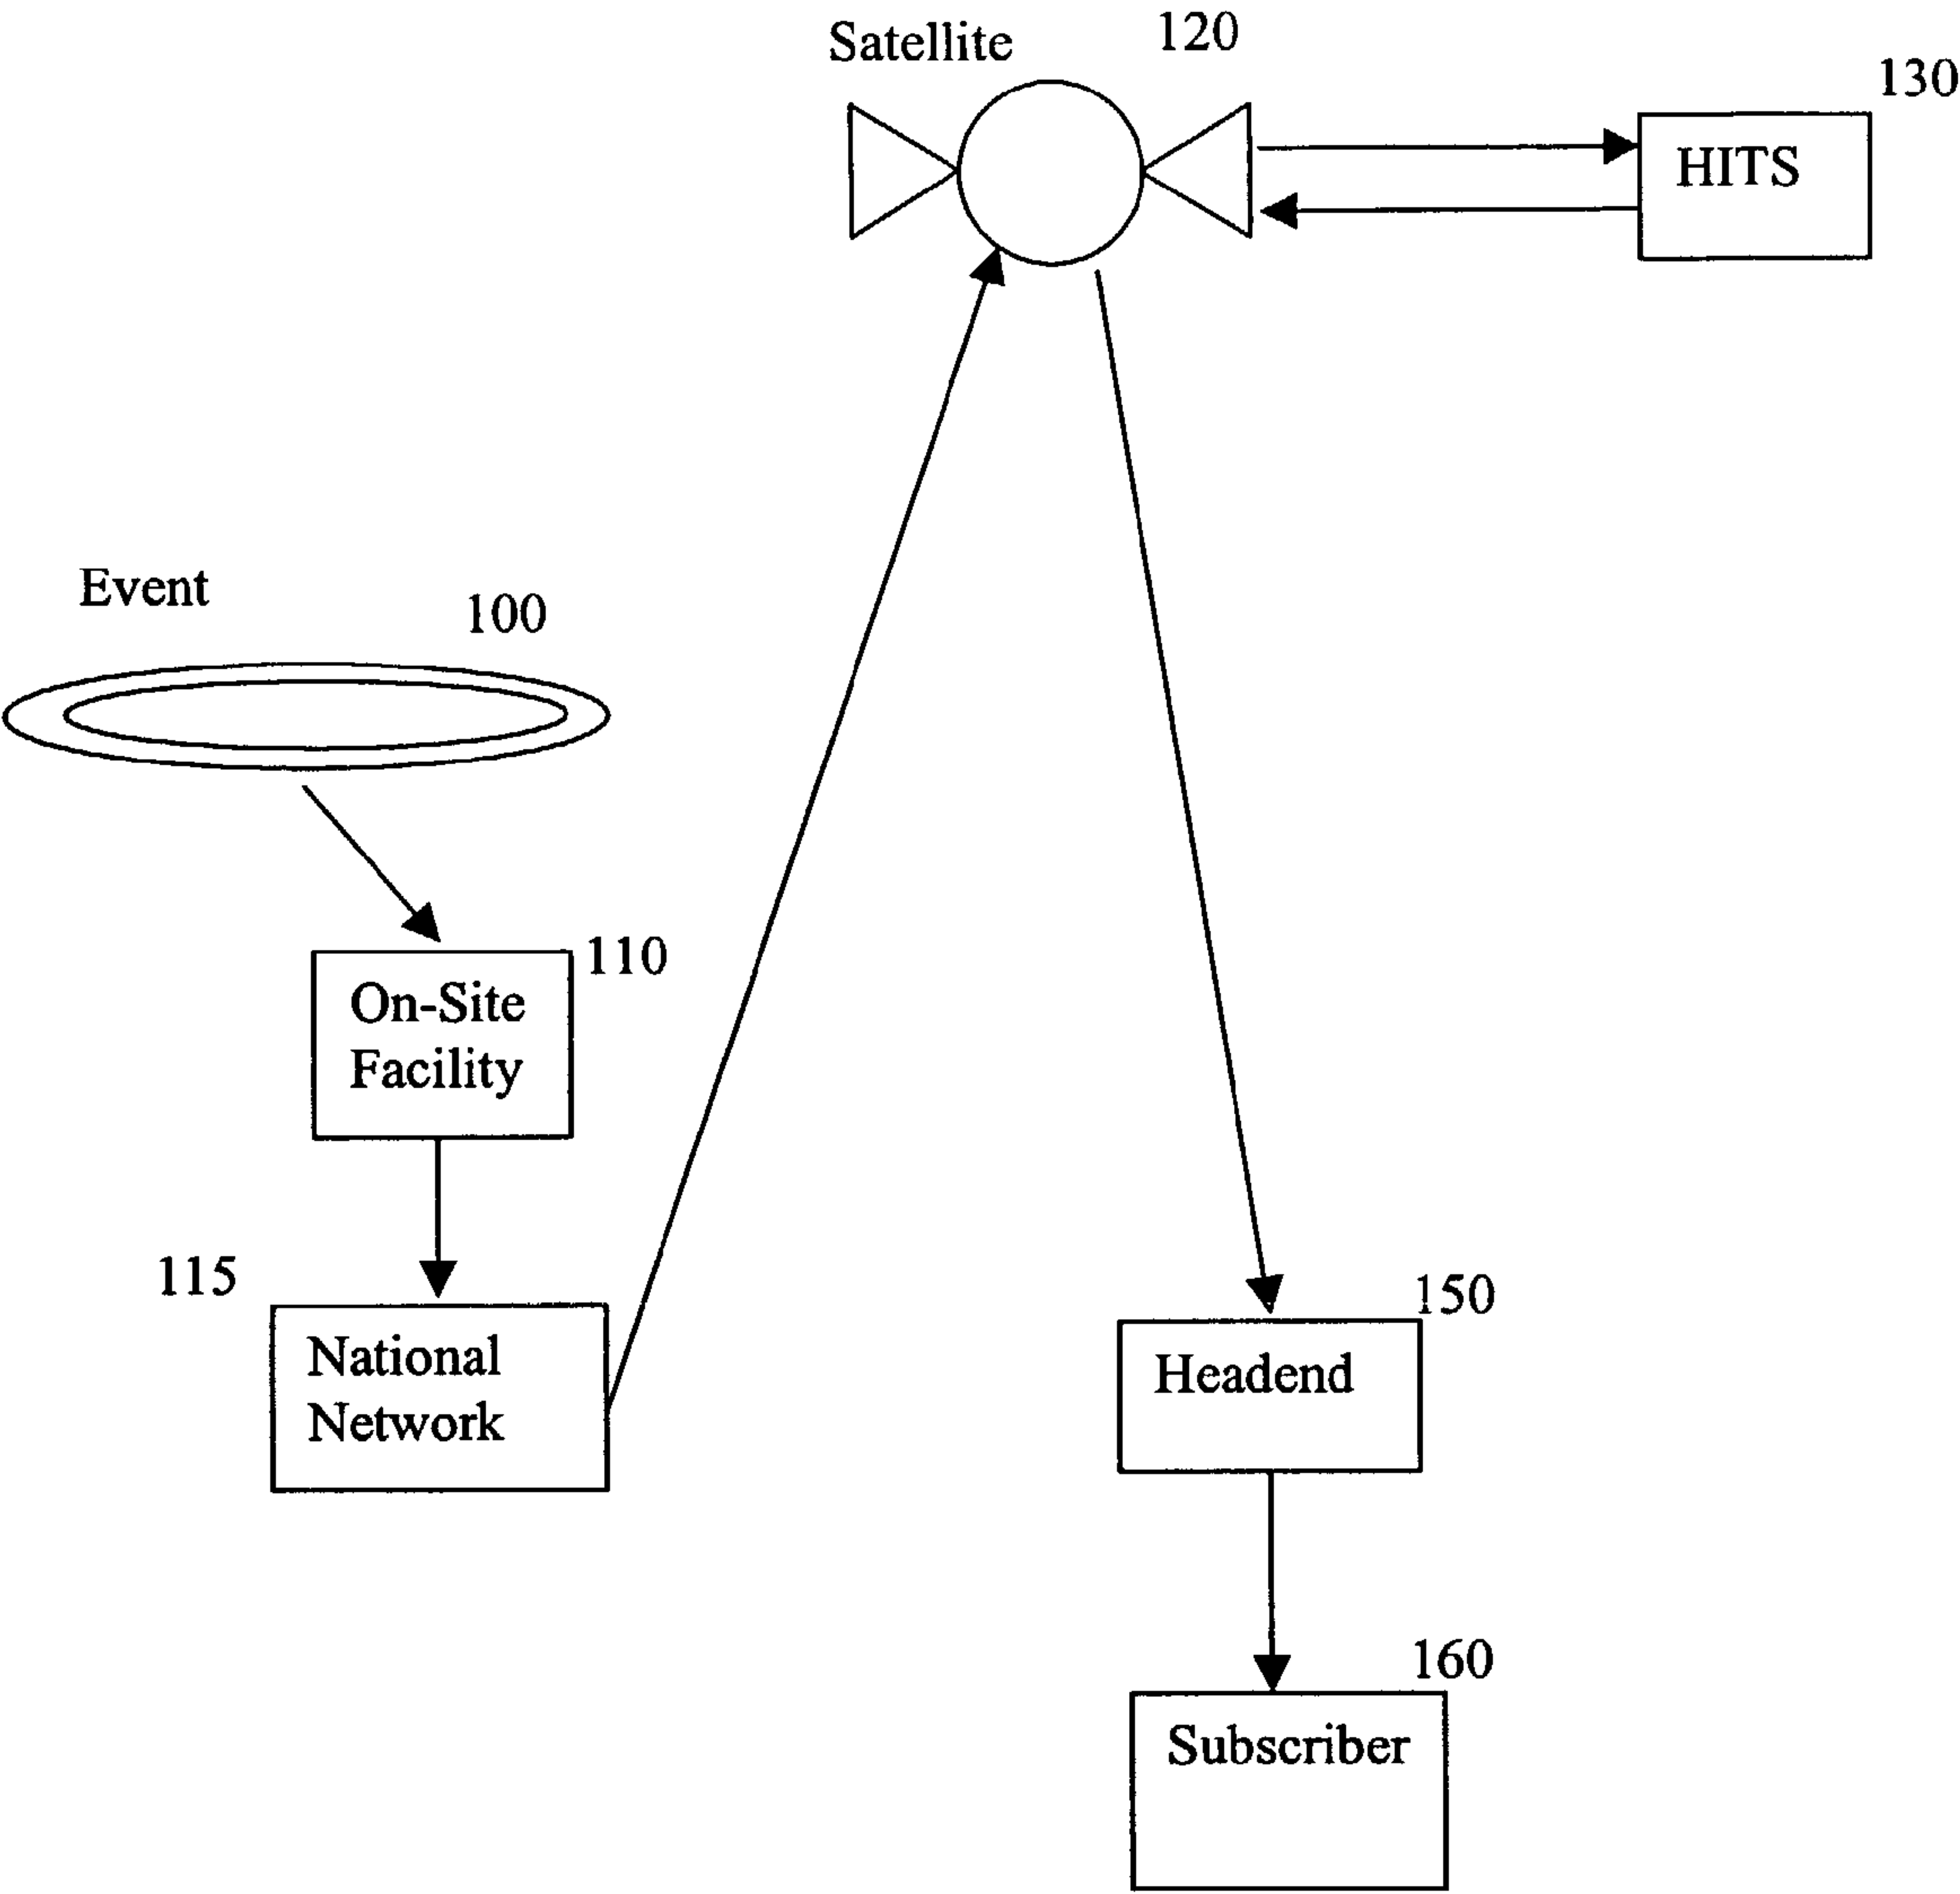 Satellite
120
130
HITS
Event
100
110
On-Site
Facility
115
National
Network
150
Headend
160
Subscriber